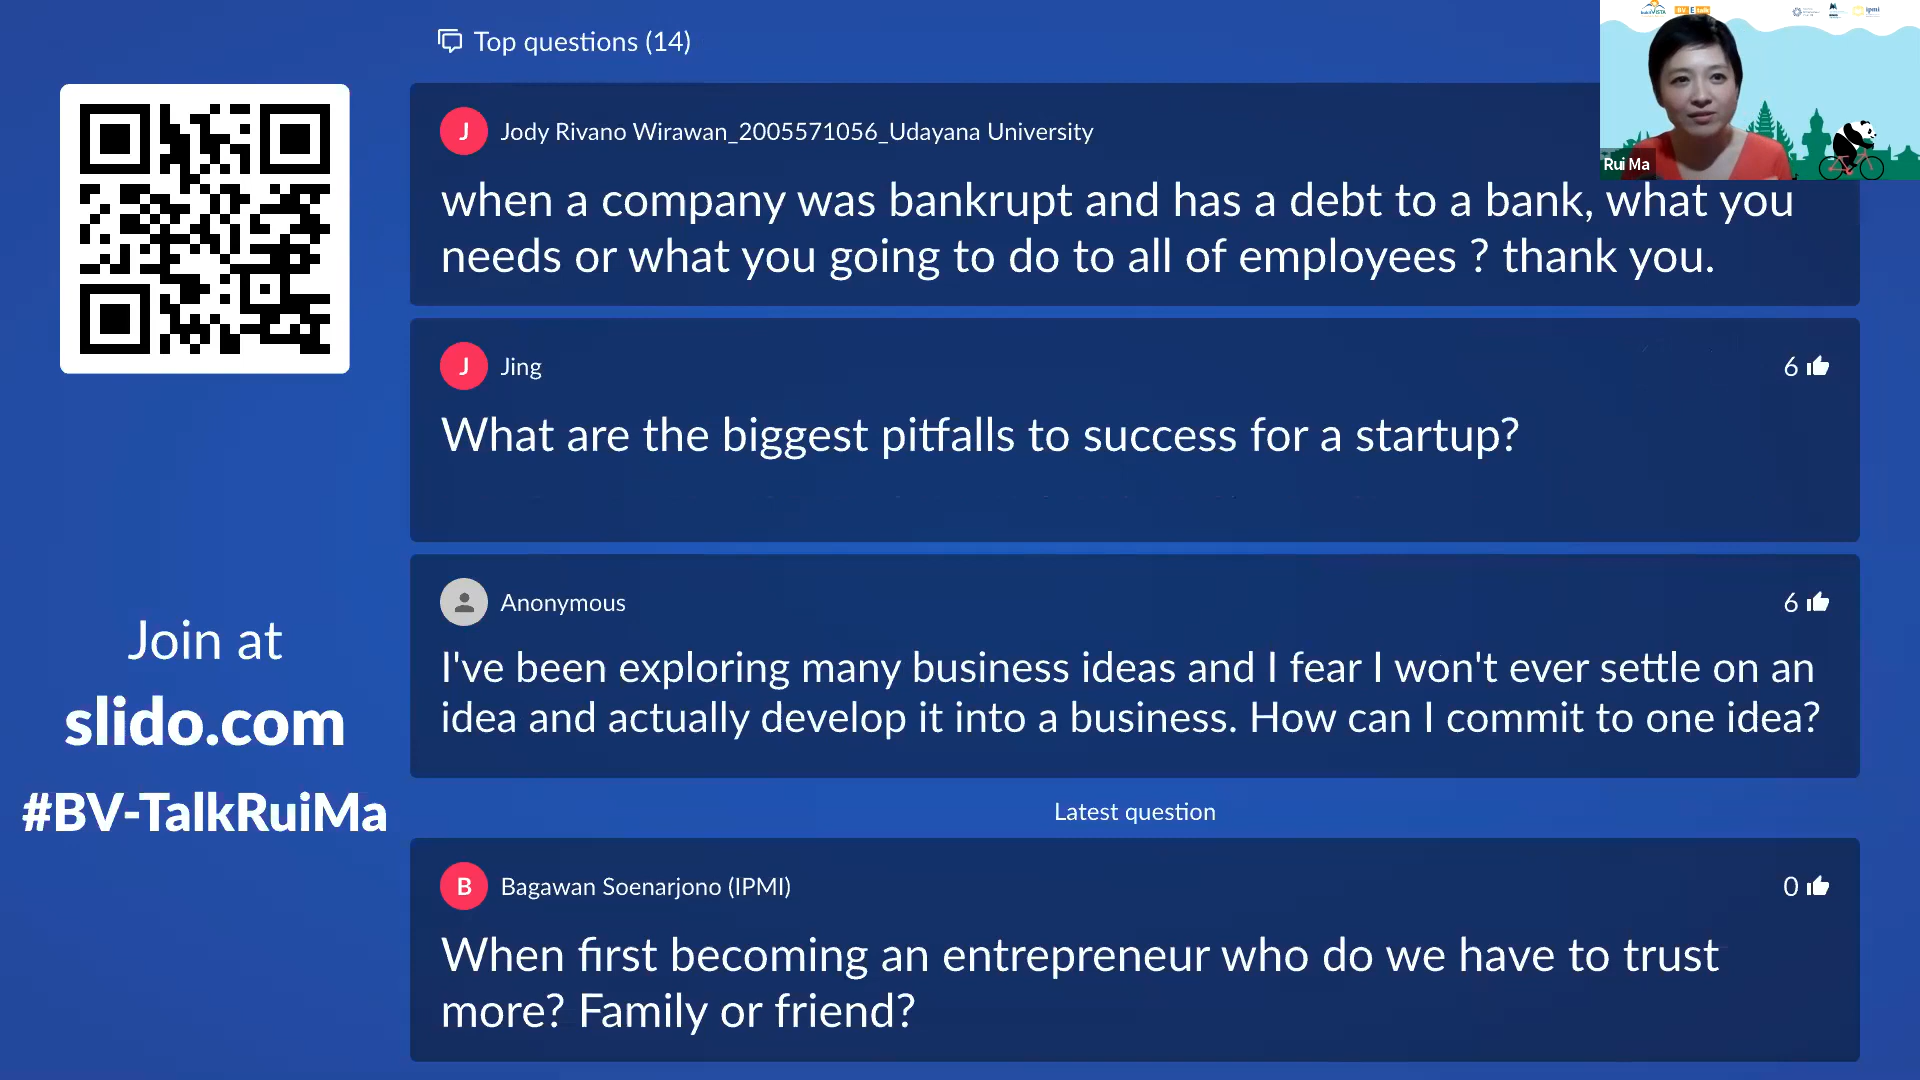 Top questions (14)
J
Jody Rivano Wirawan_2005571056_Udayana University
when a company was bankrupt and has a debt to a bank, what you
needs or what you going to do to all of employees ? thank you.
Rui Ma
ipmi
J
Jing
6
What are the biggest pitfalls to success for a startup?
Anonymous
6
I've been exploring many business ideas and I fear I won't ever settle on an
idea and actually develop it into a business. How can I commit to one idea?
Join at
slido.com
#BV-TalkRuiMa
Latest question
B
Bagawan Soenarjono (IPMI)
0
When first becoming an entrepreneur who do we have to trust
more? Family or friend?